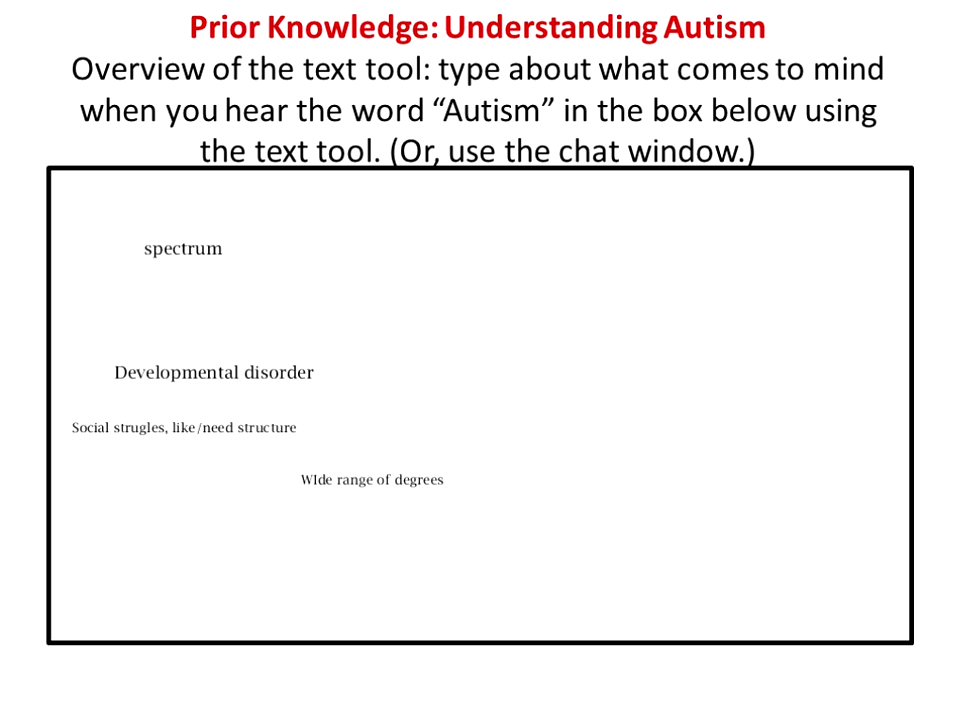 Prior Knowledge: Understanding Autism
Overview of the text tool: type about what comes to mind
when you hear the word “Autism” in the box below using
the text tool. (Or, use the chat window.)
spectrum
Developmental disorder
Social strugles, like/need structure
WIde range of degrees